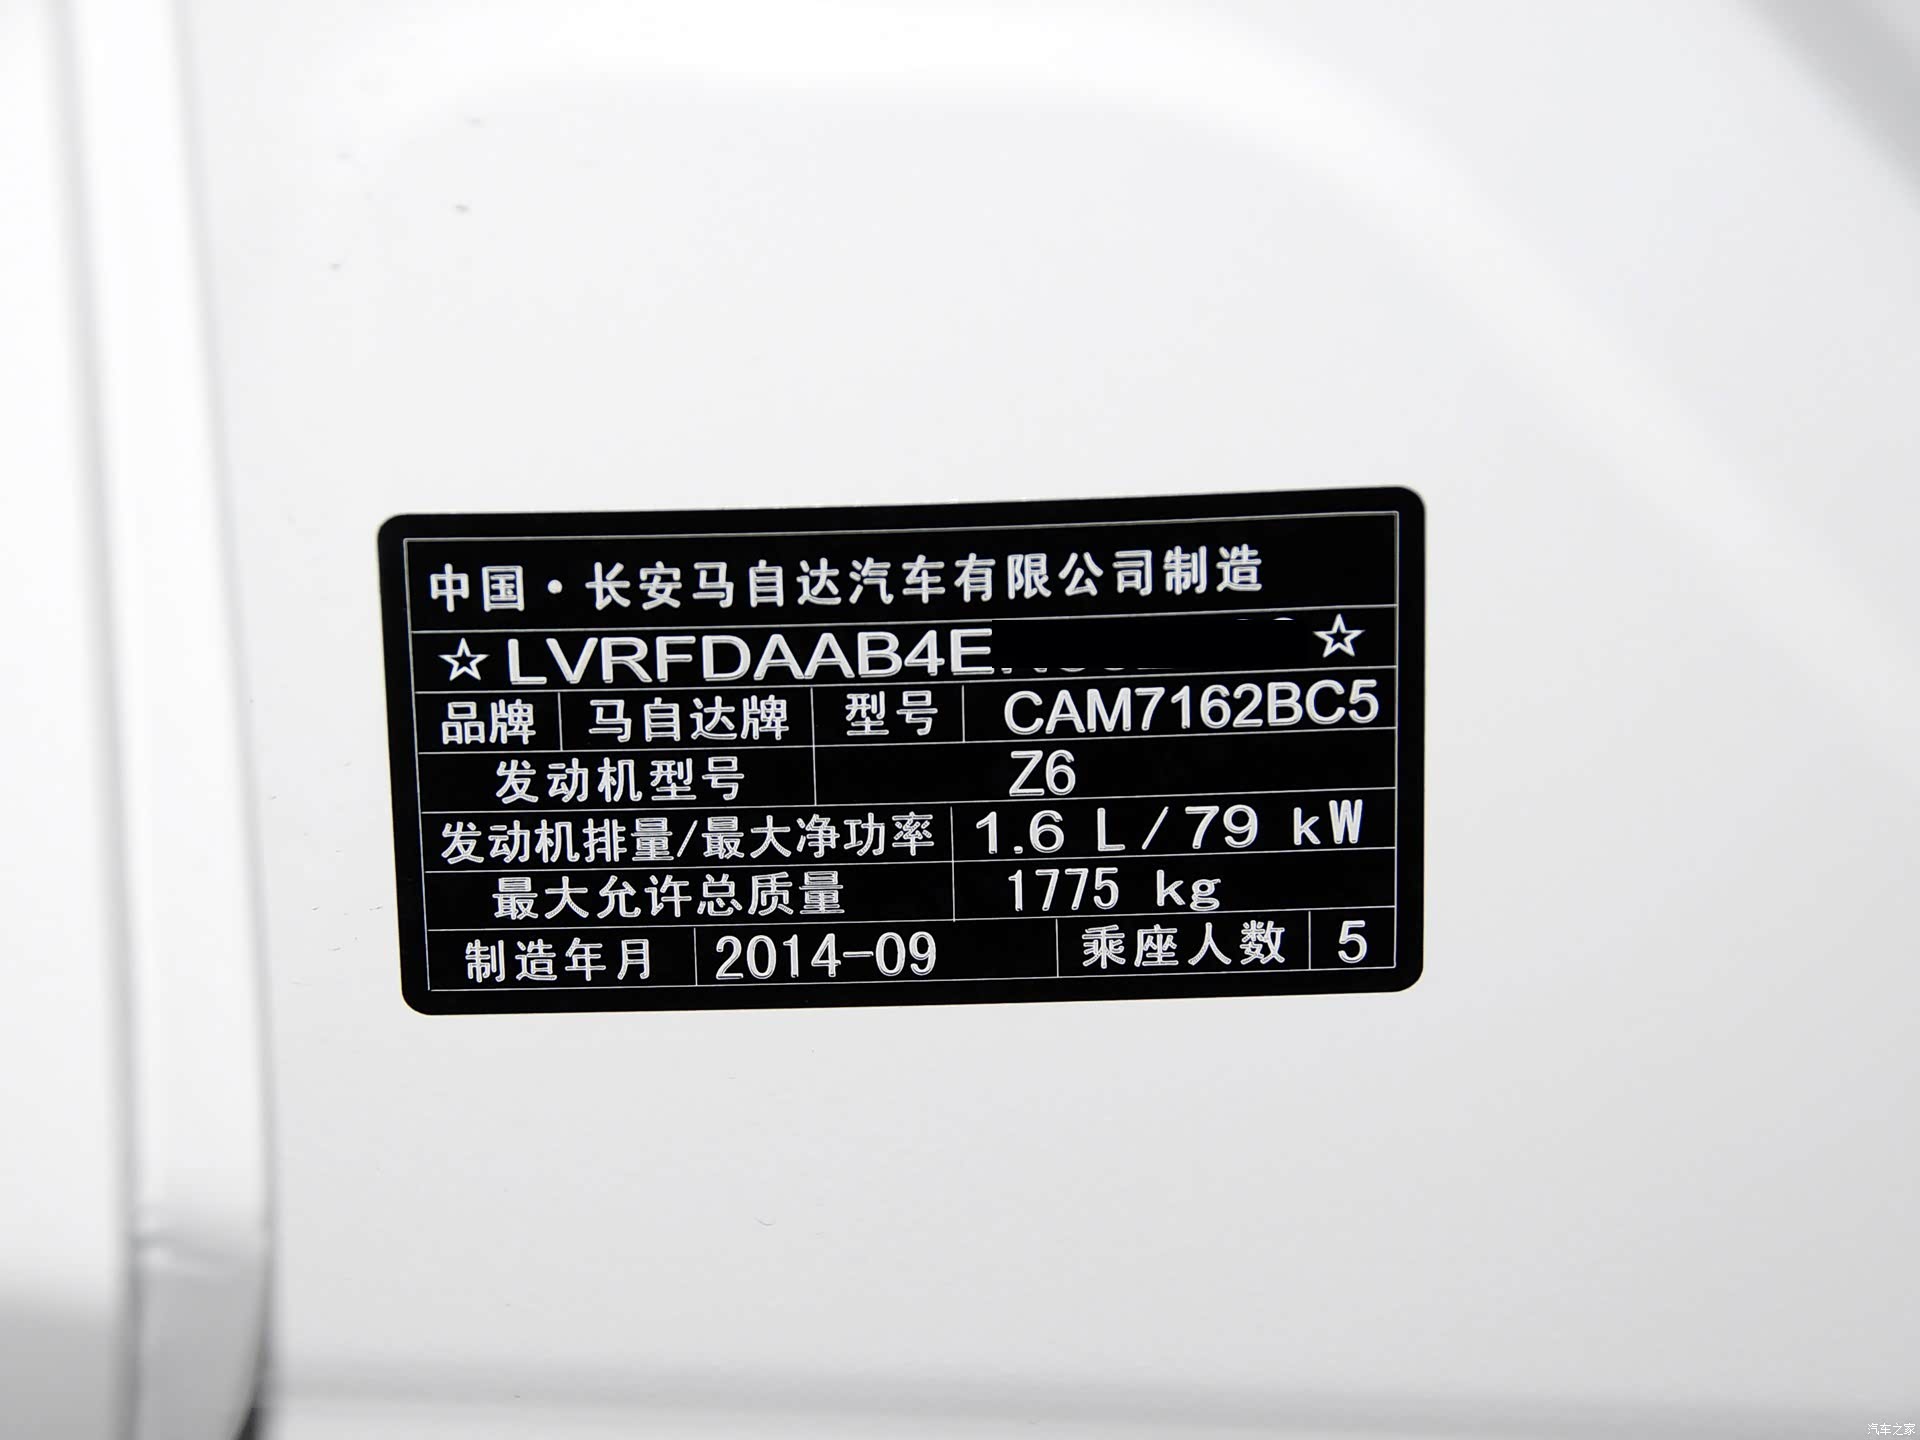 中国·长安马自达汽车有限公司制造
☆LVRFDAAB4E ☆
品牌 马自达牌 型号 CAM7162BC5
发动机型号 Z6
发动机排量/最大净功率 1.6 L/79 kW
最大允许总质量 1775 kg
制造年月 2014-09 乘座人数 5
汽车之家